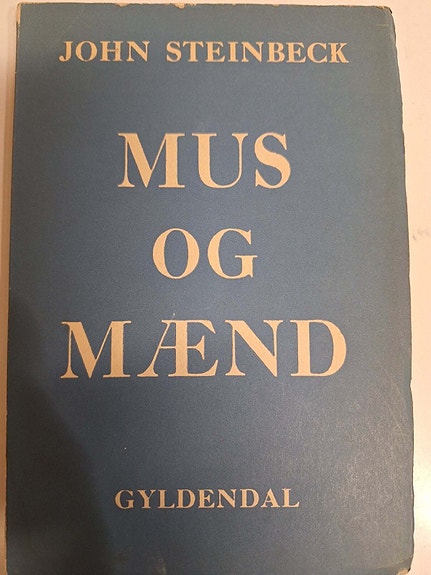 JOHN STEINBECK
MUS
OG
MÆND
GYLDENDAL